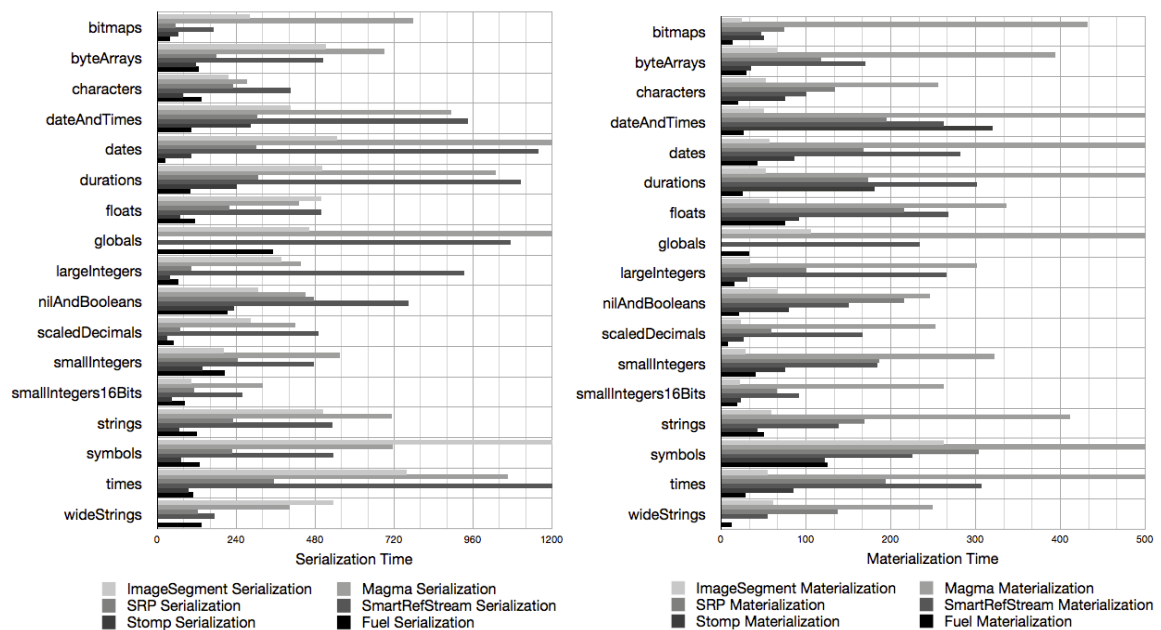 bitmaps
byteArrays
characters
dateAndTimes
dates
durations
floats
globals
largeIntegers
nilAndBooleans
scaledDecimals
smallIntegers
smallIntegers16Bits
strings
symbols
times
wideStrings
0 240 480 720 960 1200
Serialization Time
ImageSegment Serialization Magma Serialization
SRP Serialization SmartRefStream Serialization
Stomp Serialization Fuel Serialization
bitmaps
byteArrays
characters
dateAndTimes
dates
durations
floats
globals
largeIntegers
nilAndBooleans
scaledDecimals
smallIntegers
smallIntegers16Bits
strings
symbols
times
wideStrings
0 100 200 300 400 500
Materialization Time
ImageSegment Materialization Magma Materialization
SRP Materialization SmartRefStream Materialization
Stomp Materialization Fuel Materialization